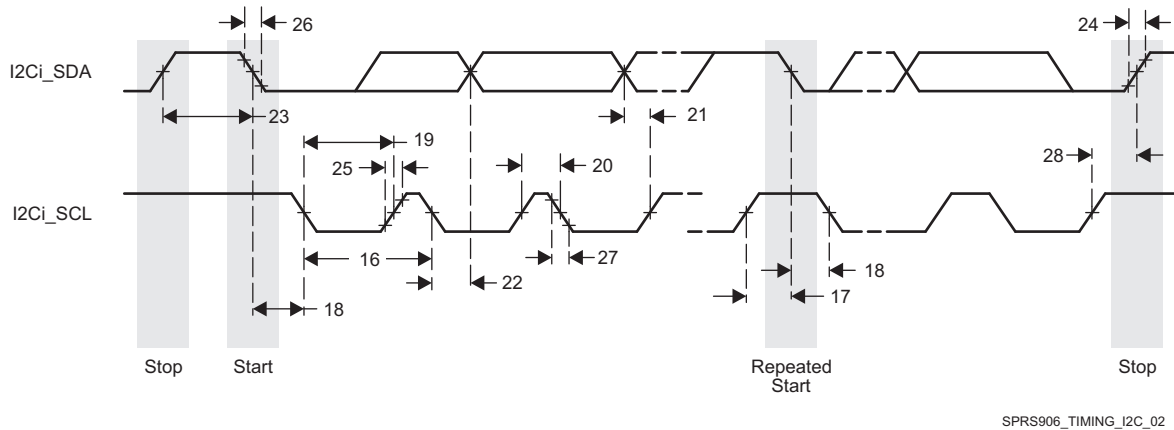 26
24
I2Ci_SDA
23
21
19
28
25
20
I2Ci_SCL
16
27
18
22
17
18
Stop
Start
Repeated
Start
Stop
SPRS906_TIMING_I2C_02